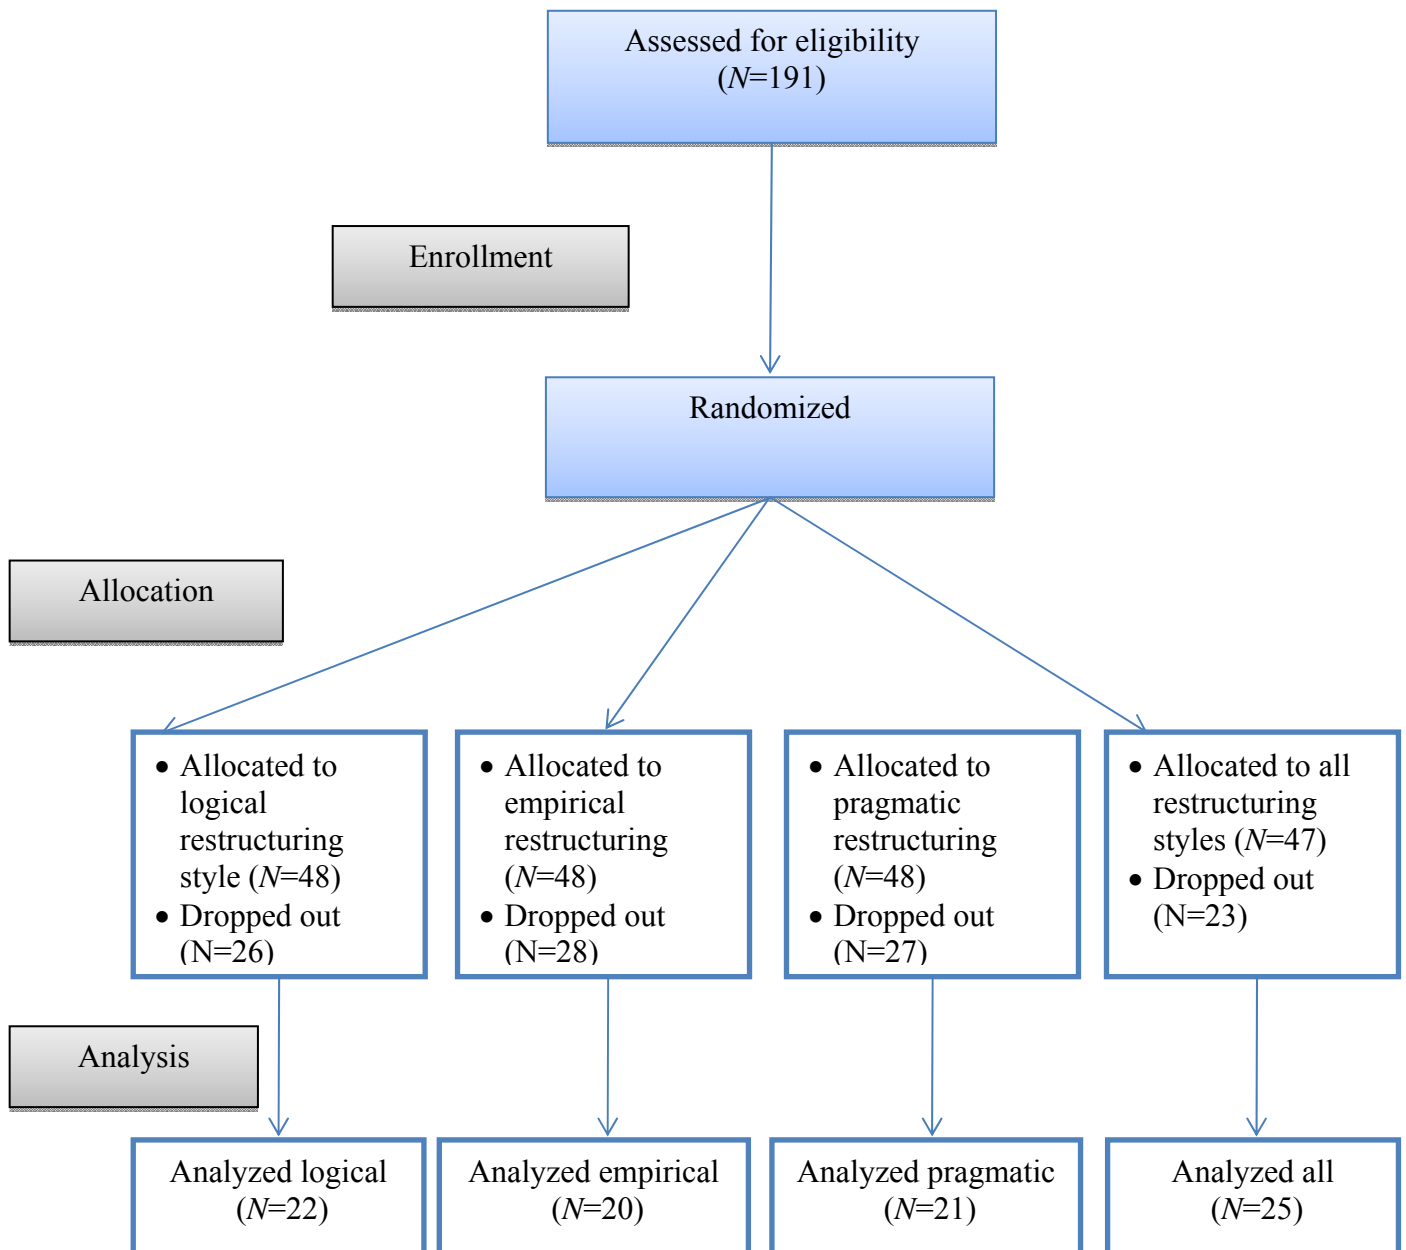 Assessed for eligibility
(N=191)
Enrollment
Randomized
Allocation
• Allocated to
logical
restructuring
style (N=48)
• Dropped out
(N=26)
• Allocated to
empirical
restructuring
(N=48)
• Dropped out
(N=28)
• Allocated to
pragmatic
restructuring
(N=48)
• Dropped out
(N=27)
• Allocated to all
restructuring
styles (N=47)
• Dropped out
(N=23)
Analysis
Analyzed logical
(N=22)
Analyzed empirical
(N=20)
Analyzed pragmatic
(N=21)
Analyzed all
(N=25)